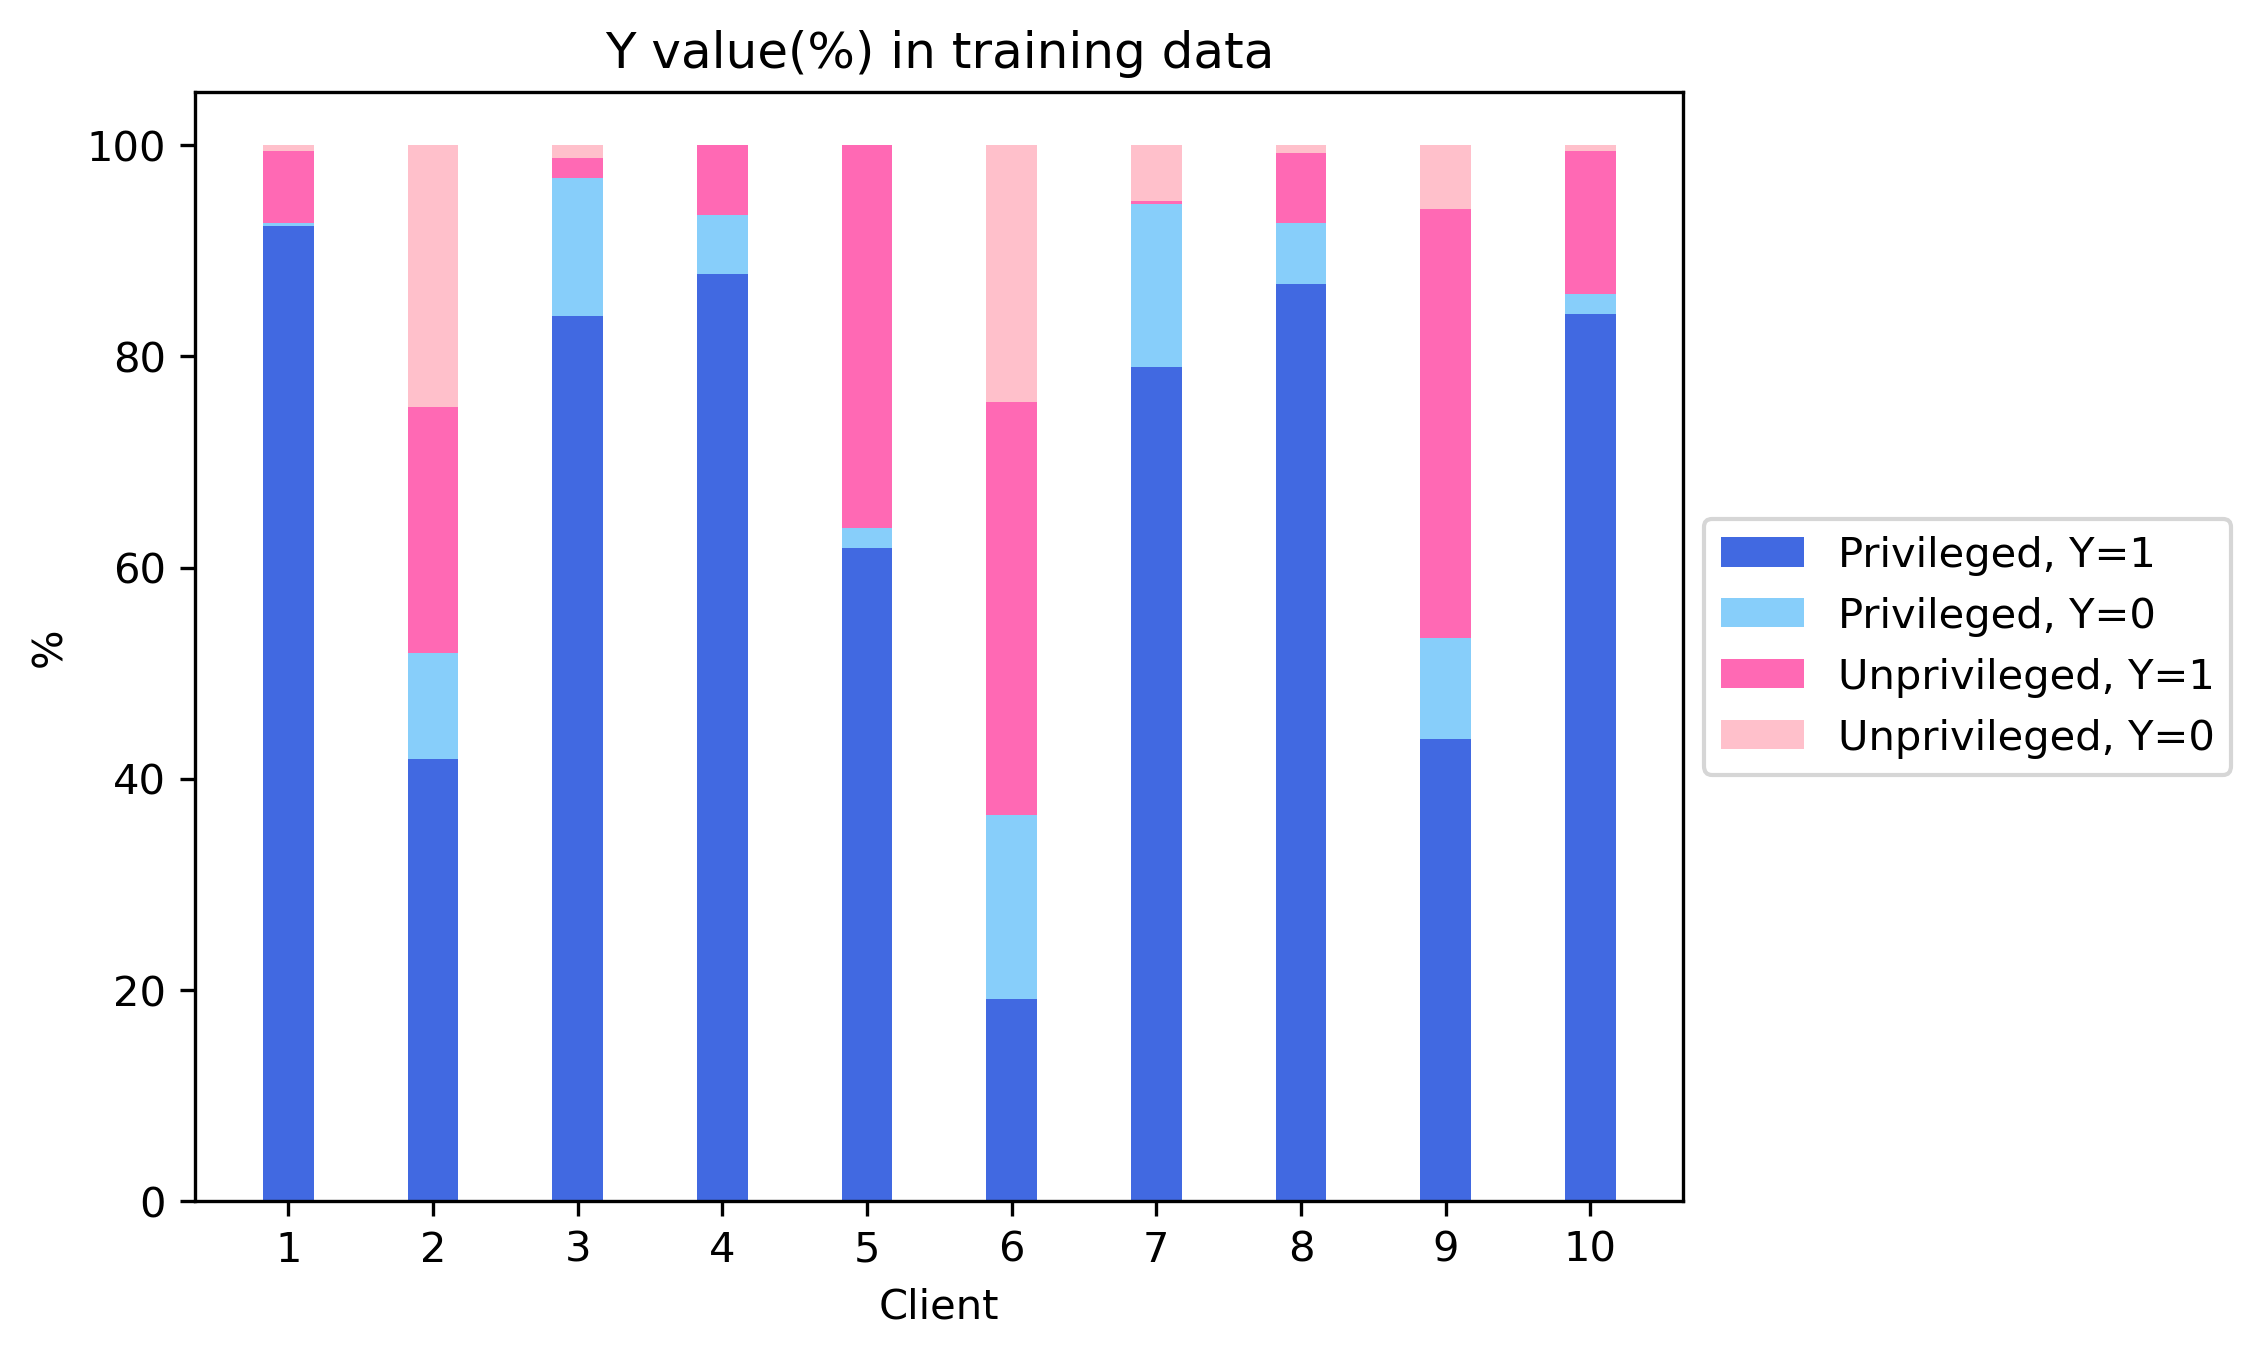 Y value(%) in training data
100
80
60
40
20
0
%
1 2 3 4 5 6 7 8 9 10
Client
Privileged, Y=1
Privileged, Y=0
Unprivileged, Y=1
Unprivileged, Y=0